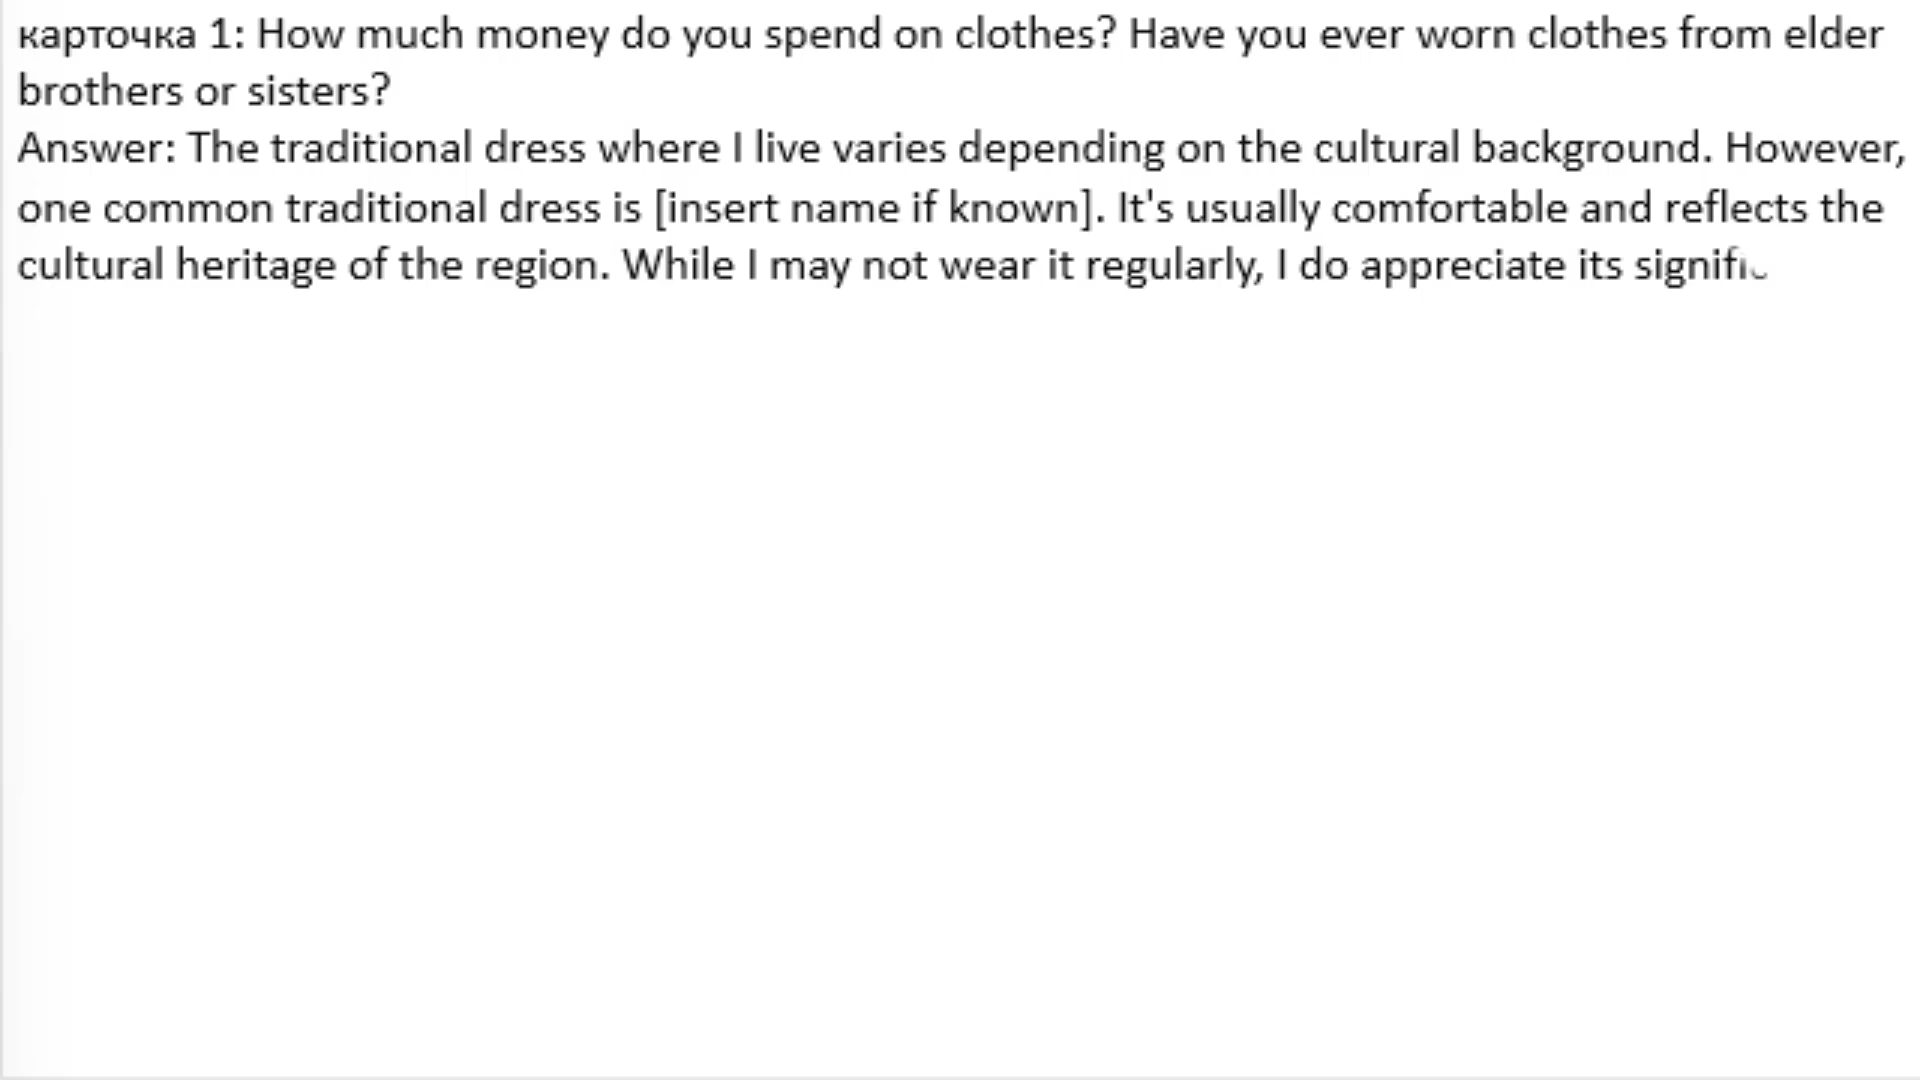 карточка 1: How much money do you spend on clothes? Have you ever worn clothes from elder
brothers or sisters?
Answer: The traditional dress where I live varies depending on the cultural background. However,
one common traditional dress is [insert name if known]. It's usually comfortable and reflects the
cultural heritage of the region. While I may not wear it regularly, I do appreciate its